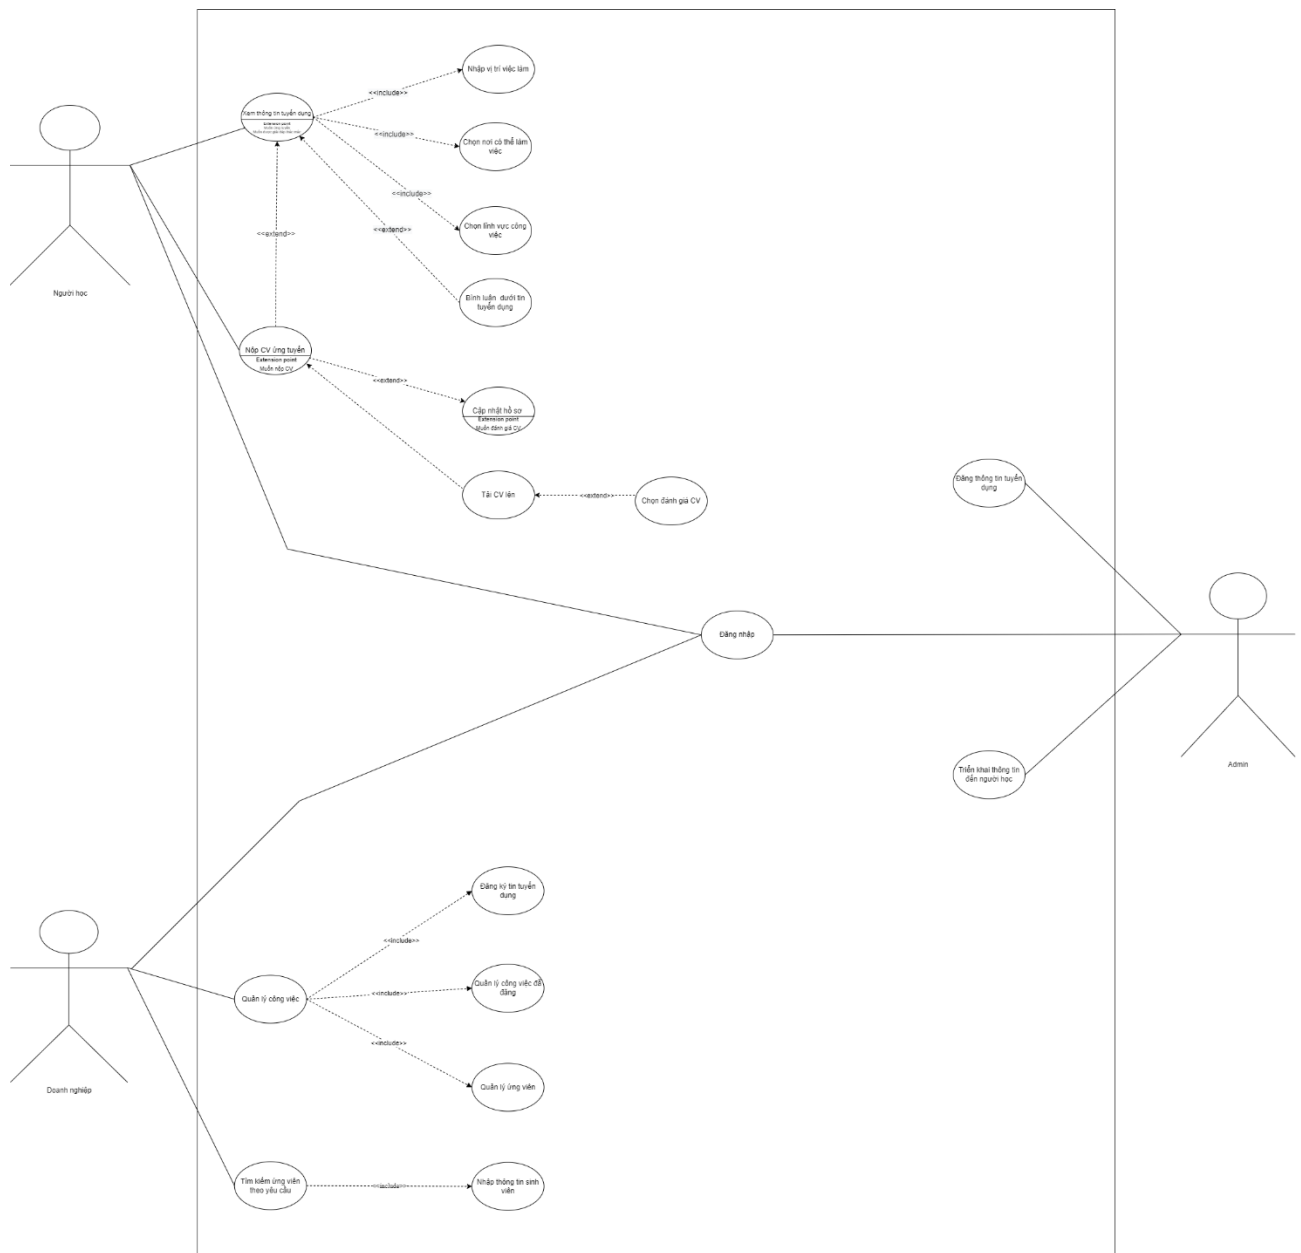 Nhập vị trí việc làm
<<include>>
Xem thông tin tuyển dụng
Extension point
<<include>>
Chọn nơi có thể làm
việc
<<include>>
Chọn lĩnh vực công
việc
<<extend>>
<<extend>>
Người học
Bình luận dưới tin
tuyển dụng
Nộp CV ứng tuyển
Extension point
Muốn nộp CV
<<extend>>
Cập nhật hồ sơ
Extension point
Muốn đánh giá CV
Tải CV lên
<<extend>>
Chọn đánh giá CV
Đăng thông tin tuyển
dụng
Đăng nhập
Admin
Triển khai thông tin
đến người học
Đăng ký tin tuyển
dụng
<<include>>
Quản lý công việc
<<include>>
Quản lý công việc đã
đăng
<<include>>
Quản lý ứng viên
Doanh nghiệp
Tìm kiếm ứng viên
theo yêu cầu
<<include>>
Nhập thông tin sinh
viên